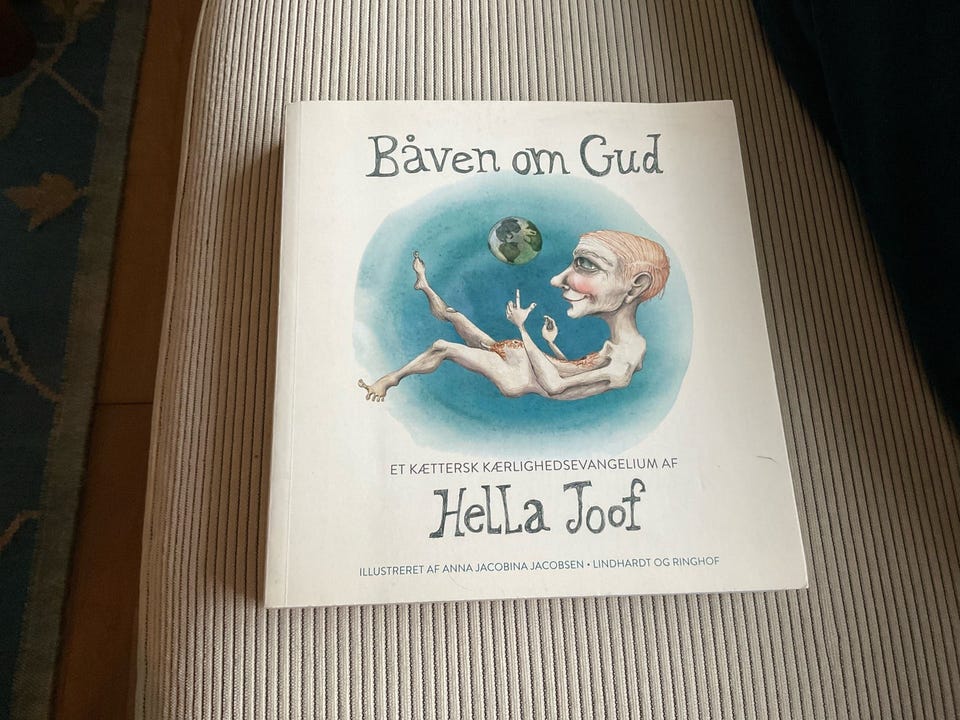 Båven om Gud
ET KÆTTERSK KÆRLIGHEDSEVANGELIUM AF
Hella Joof
ILLUSTRERET AF ANNA JACOBINA JACOBSEN • LINDHARDT OG RINGHOF